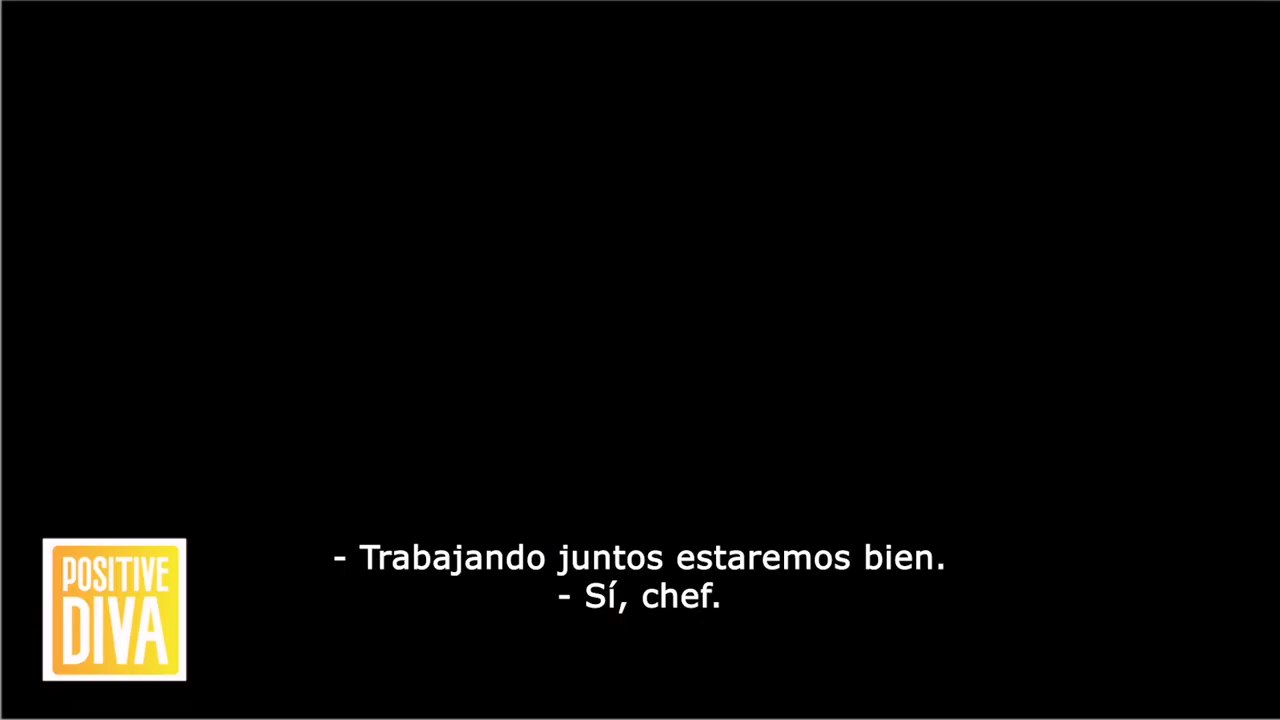 - Trabajando juntos estaremos bien.
- Sí, chef.
POSITIVE
DIVA